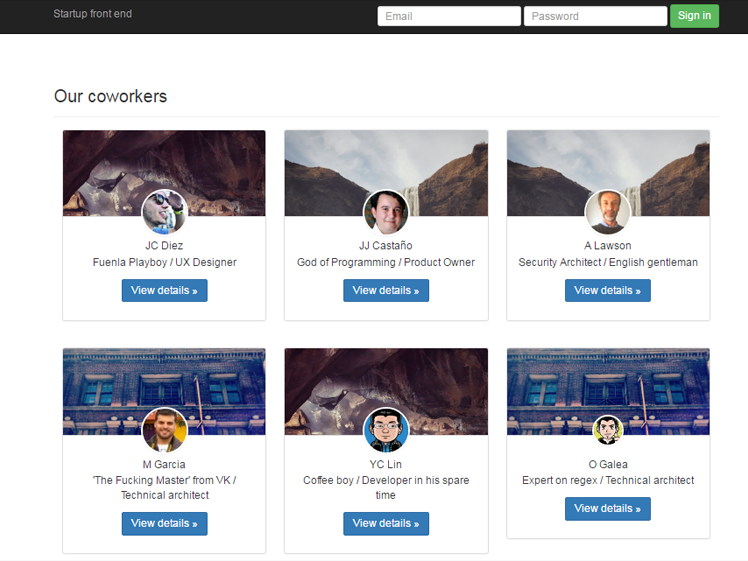 Startup front end
Email
Password
Sign in
Our coworkers
JC Diez
Fuenla Playboy / UX Designer
View details »
JJ Castaño
God of Programming / Product Owner
View details »
A Lawson
Security Architect / English gentleman
View details »
M Garcia
'The Fucking Master' from VK /
Technical architect
View details »
YC Lin
Coffee boy / Developer in his spare
time
View details »
O Galea
Expert on regex / Technical architect
View details »